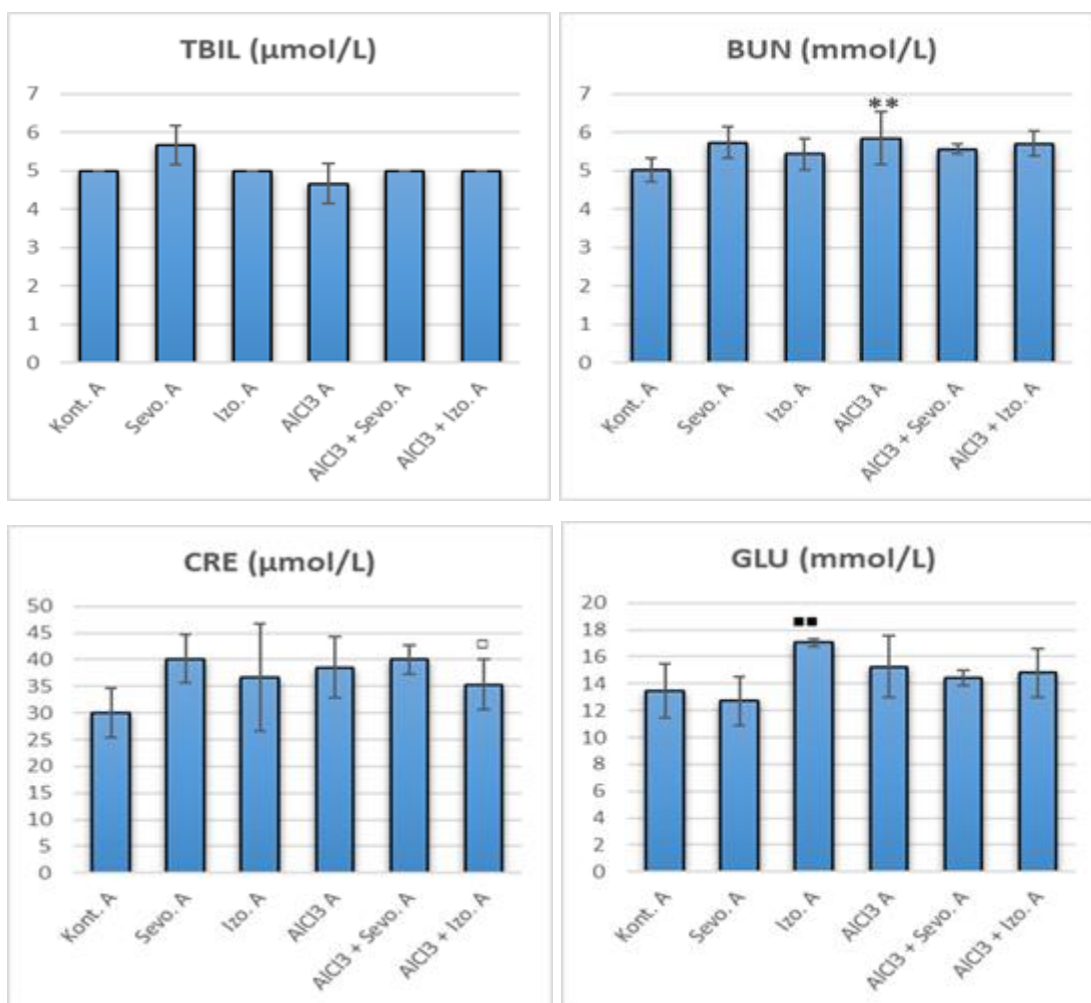 TBIL (µmol/L)
7
6
5
4
3
2
1
0
Kont. A
Sevo. A
Izo. A
AlCl3 A
AlCl3 + Sevo. A
AlCl3 + Izo. A
BUN (mmol/L)
7
6
5
4
3
2
1
0
**
Kont. A
Sevo. A
Izo. A
AlCl3 A
AlCl3 + Sevo. A
AlCl3 + Izo. A
CRE (µmol/L)
50
45
40
35
30
25
20
15
10
5
0
▫
Kont. A
Sevo. A
Izo. A
AlCl3 A
AlCl3 + Sevo. A
AlCl3 + Izo. A
GLU (mmol/L)
20
18
16
14
12
10
8
6
4
2
0
▪▪
Kont. A
Sevo. A
Izo. A
AlCl3 A
AlCl3 + Sevo. A
AlCl3 + Izo. A